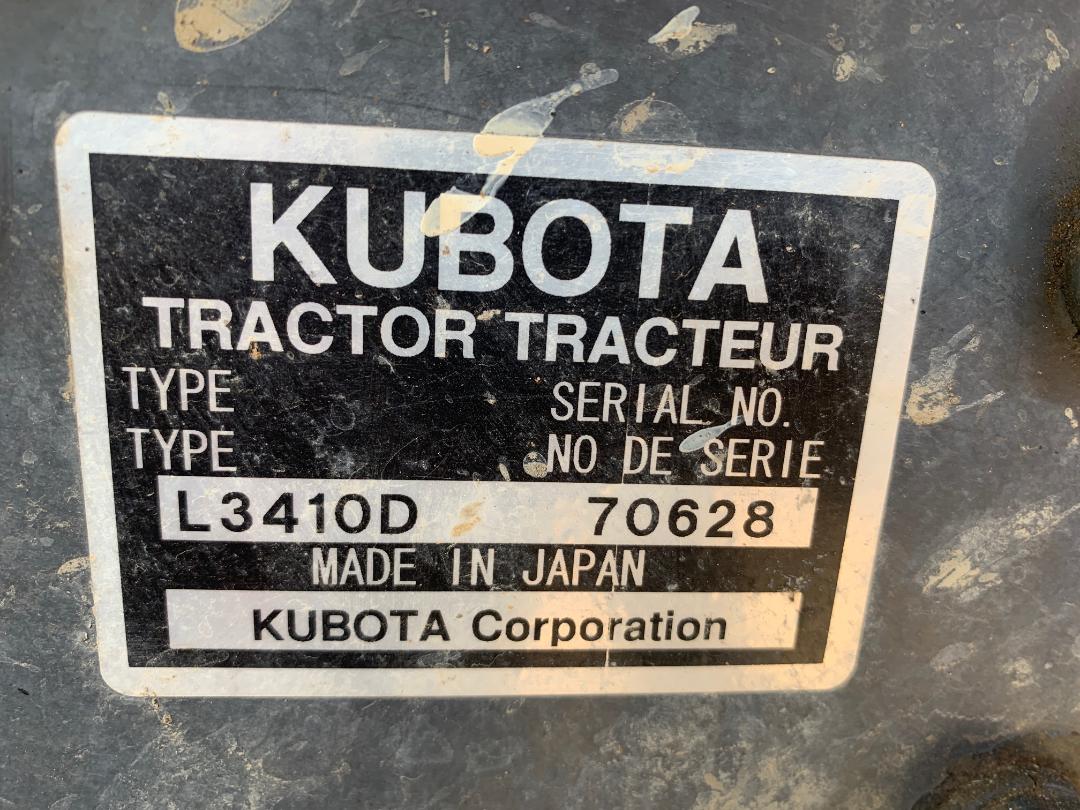 KUBOTA
TRACTOR TRACTEUR
TYPE SERIAL NO.
TYPE NO DE SERIE
L3410D 70628
MADE IN JAPAN
KUBOTA Corporation